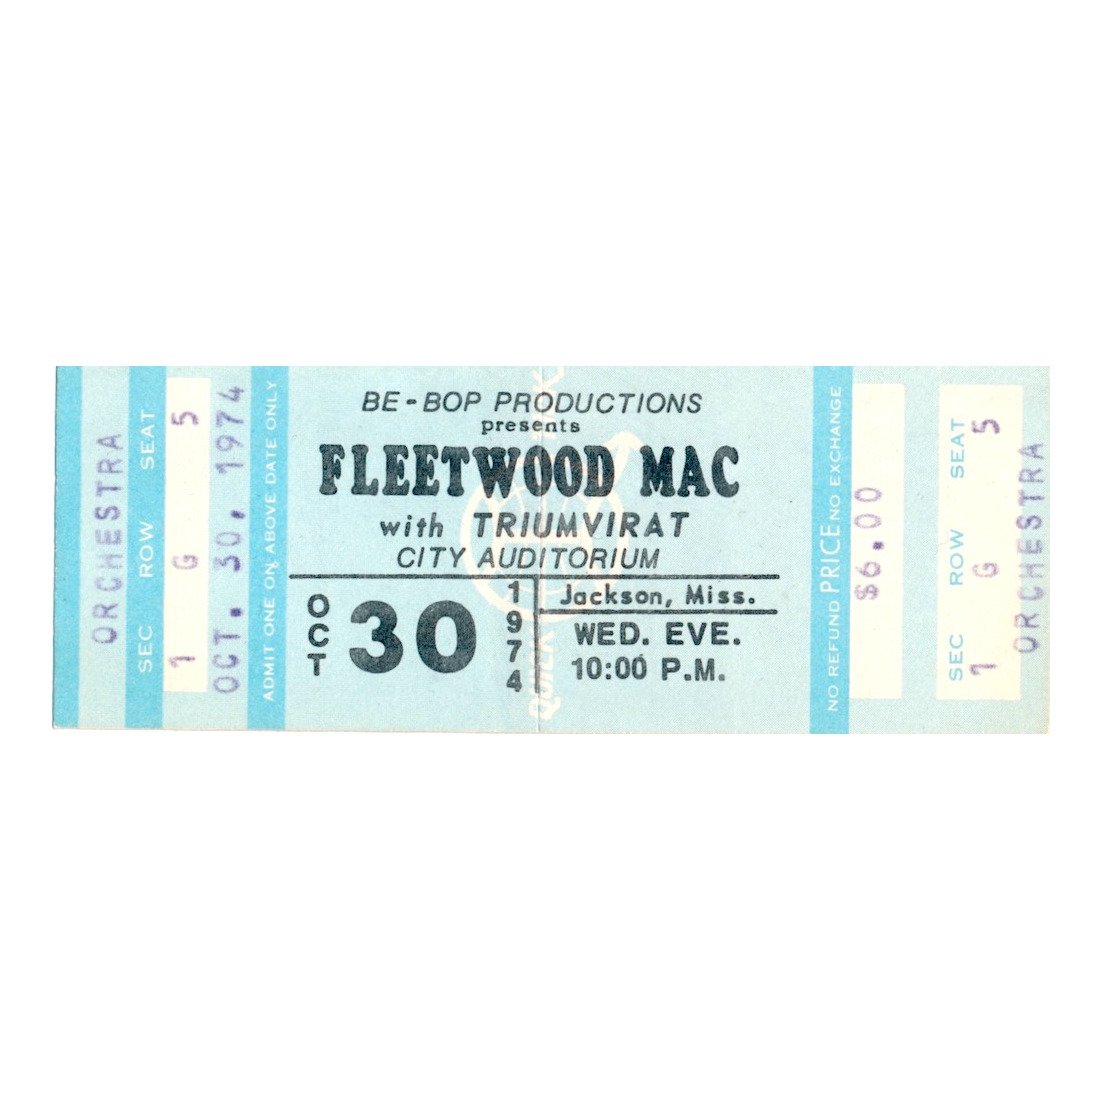 ORCHESTRA
SEC ROW SEAT
1 G 5
OCT. 30, 1974
ADMIT ONE ON ABOVE DATE ONLY
BE-BOP PRODUCTIONS
presents
FLEETWOOD MAC
with TRIUMVIRAT
CITY AUDITORIUM
OCT
30
1974
Jackson, Miss.
WED. EVE.
10:00 P.M.
NO REFUND PRICE NO EXCHANGE
$6.00
SEC ROW SEAT
1 G 5
ORCHESTRA